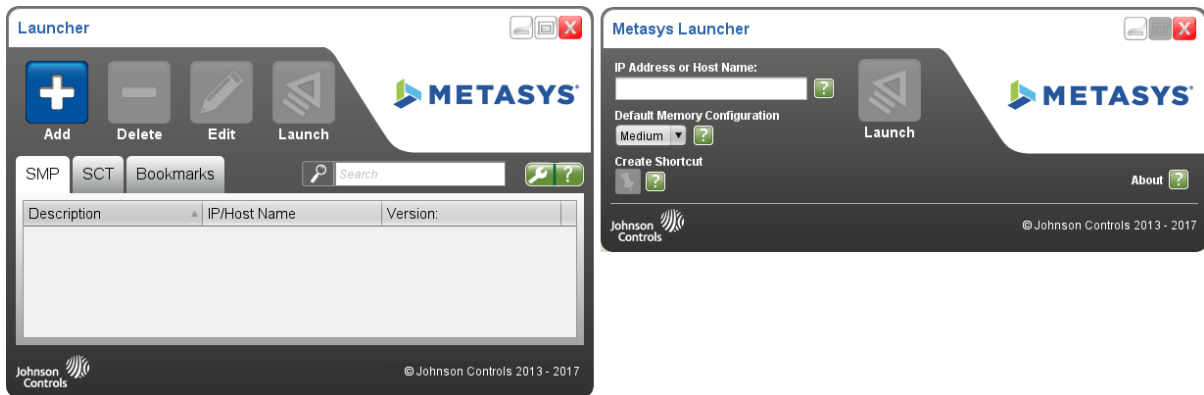 Launcher
METASYS
Add Delete Edit Launch
SMP SCT Bookmarks Search
Description IP/Host Name Version:
Johnson
Controls
© Johnson Controls 2013 - 2017
Metasys Launcher
IP Address or Host Name:
METASYS
Default Memory Configuration
Medium
Launch
Create Shortcut
About
Johnson
Controls
© Johnson Controls 2013 - 2017